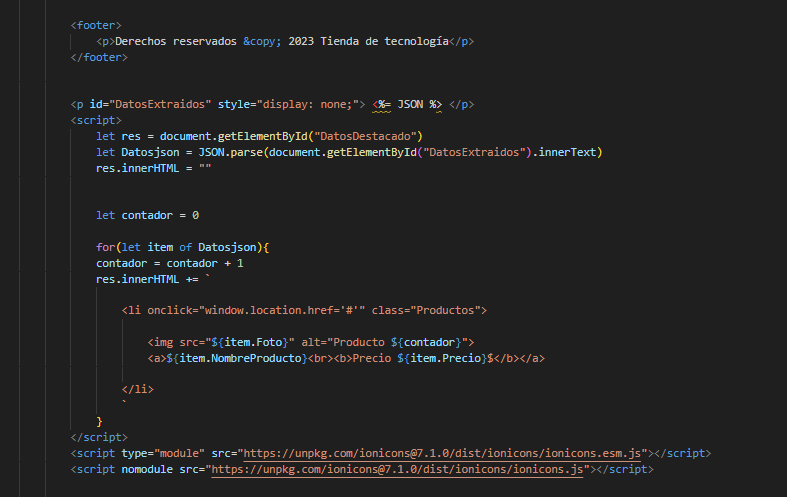 <footer>
<p>Derechos reservados &copy; 2023 Tienda de tecnología</p>
</footer>
<p id="DatosExtraidos" style="display: none;"> <%= JSON %> </p>
<script>
let res = document.getElementById("DatosDestacado")
let Datosjson = JSON.parse(document.getElementById("DatosExtraidos").innerText)
res.innerHTML = ""
let contador = 0
for(let item of Datosjson){
contador = contador + 1
res.innerHTML += `
<li onclick="window.location.href='#'" class="Productos">
<img src="${item.Foto}" alt="Producto ${contador}">
<a>${item.NombreProducto}<br><b>Precio ${item.Precio}$</b></a>
</li>
`
}
</script>
<script type="module" src="https://unpkg.com/ionicons@7.1.0/dist/ionicons/ionicons.esm.js"></script>
<script nomodule src="https://unpkg.com/ionicons@7.1.0/dist/ionicons/ionicons.js"></script>